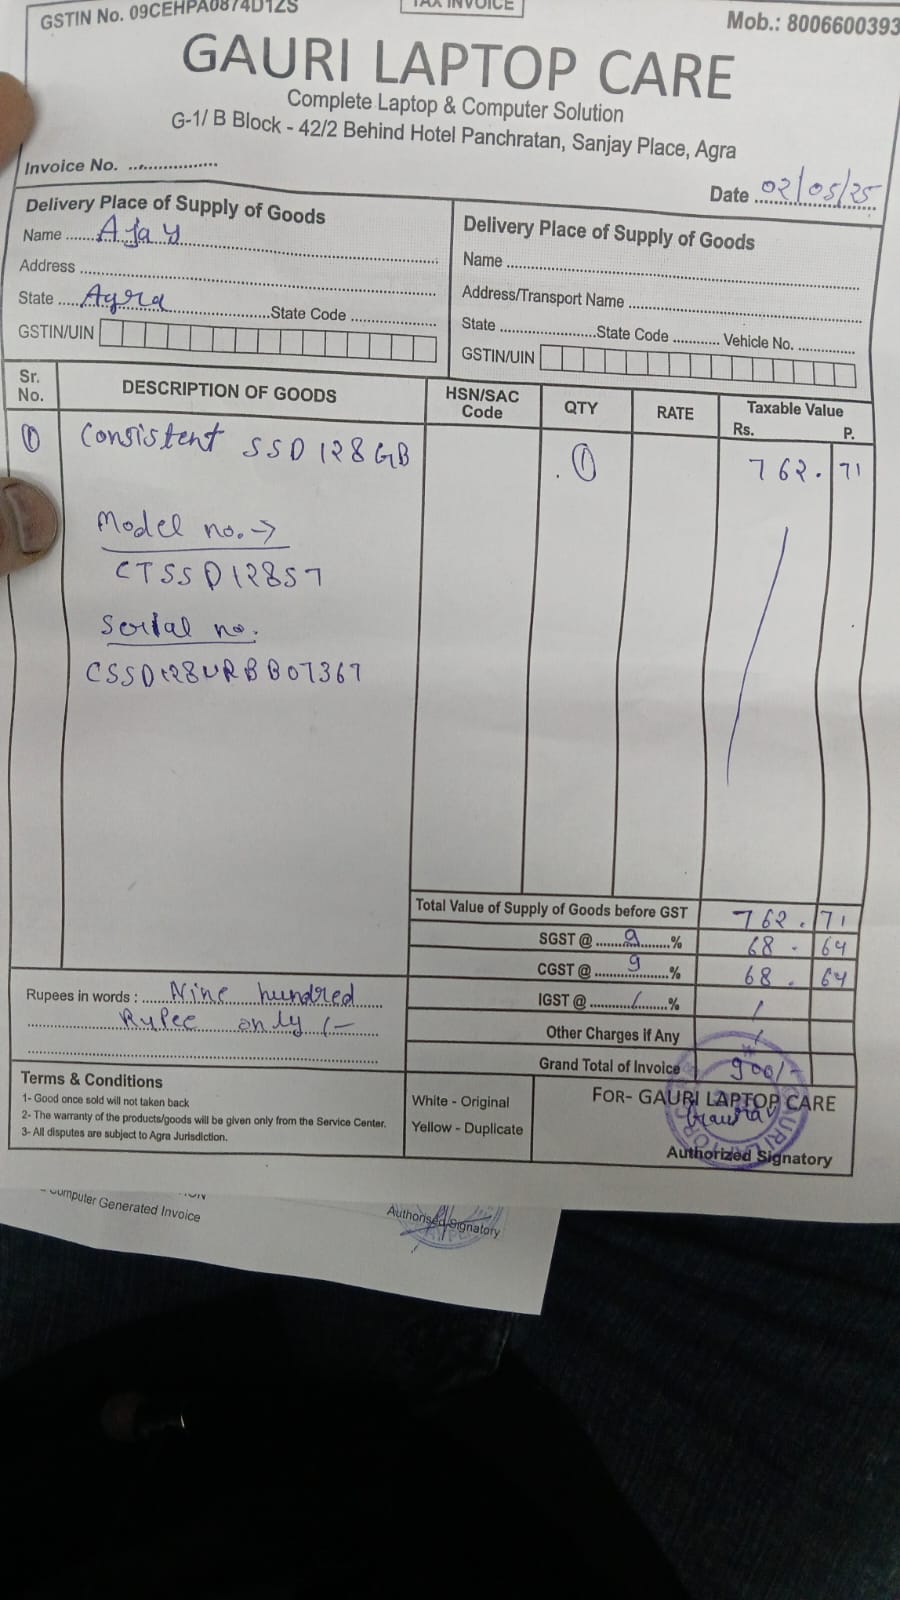 GSTIN No. 09CEHPA0874D1ZS
TAX INVOICE
Mob.: 8006600393
GAURI LAPTOP CARE
Complete Laptop & Computer Solution
G-1/ B Block - 42/2 Behind Hotel Panchratan, Sanjay Place, Agra
Invoice No. ....................
Date 02/05/25
Delivery Place of Supply of Goods
Name Ajay
Address
State Agra State Code
GSTIN/UIN
Delivery Place of Supply of Goods
Name
Address/Transport Name
State State Code Vehicle No.
GSTIN/UIN
Sr. No. DESCRIPTION OF GOODS HSN/SAC Code QTY RATE Taxable Value Rs. P.
① Consistent SSD 128GB ① 762. 71
Model no. →
CTSSD128S7
Serial no.
CSSD128URBB07367
Total Value of Supply of Goods before GST 762. 71
SGST @ 9 % 68. 64
CGST @ 9 % 68. 64
IGST @ / % /
Other Charges if Any /
Grand Total of Invoice 900/-
Rupees in words : Nine hundred
Rupee only /-
Terms & Conditions
1- Good once sold will not taken back
2- The warranty of the products/goods will be given only from the Service Center.
3- All disputes are subject to Agra Jurisdiction.
White - Original
Yellow - Duplicate
FOR- GAURI LAPTOP CARE
Authorized Signatory
Computer Generated Invoice
Authorised Signatory